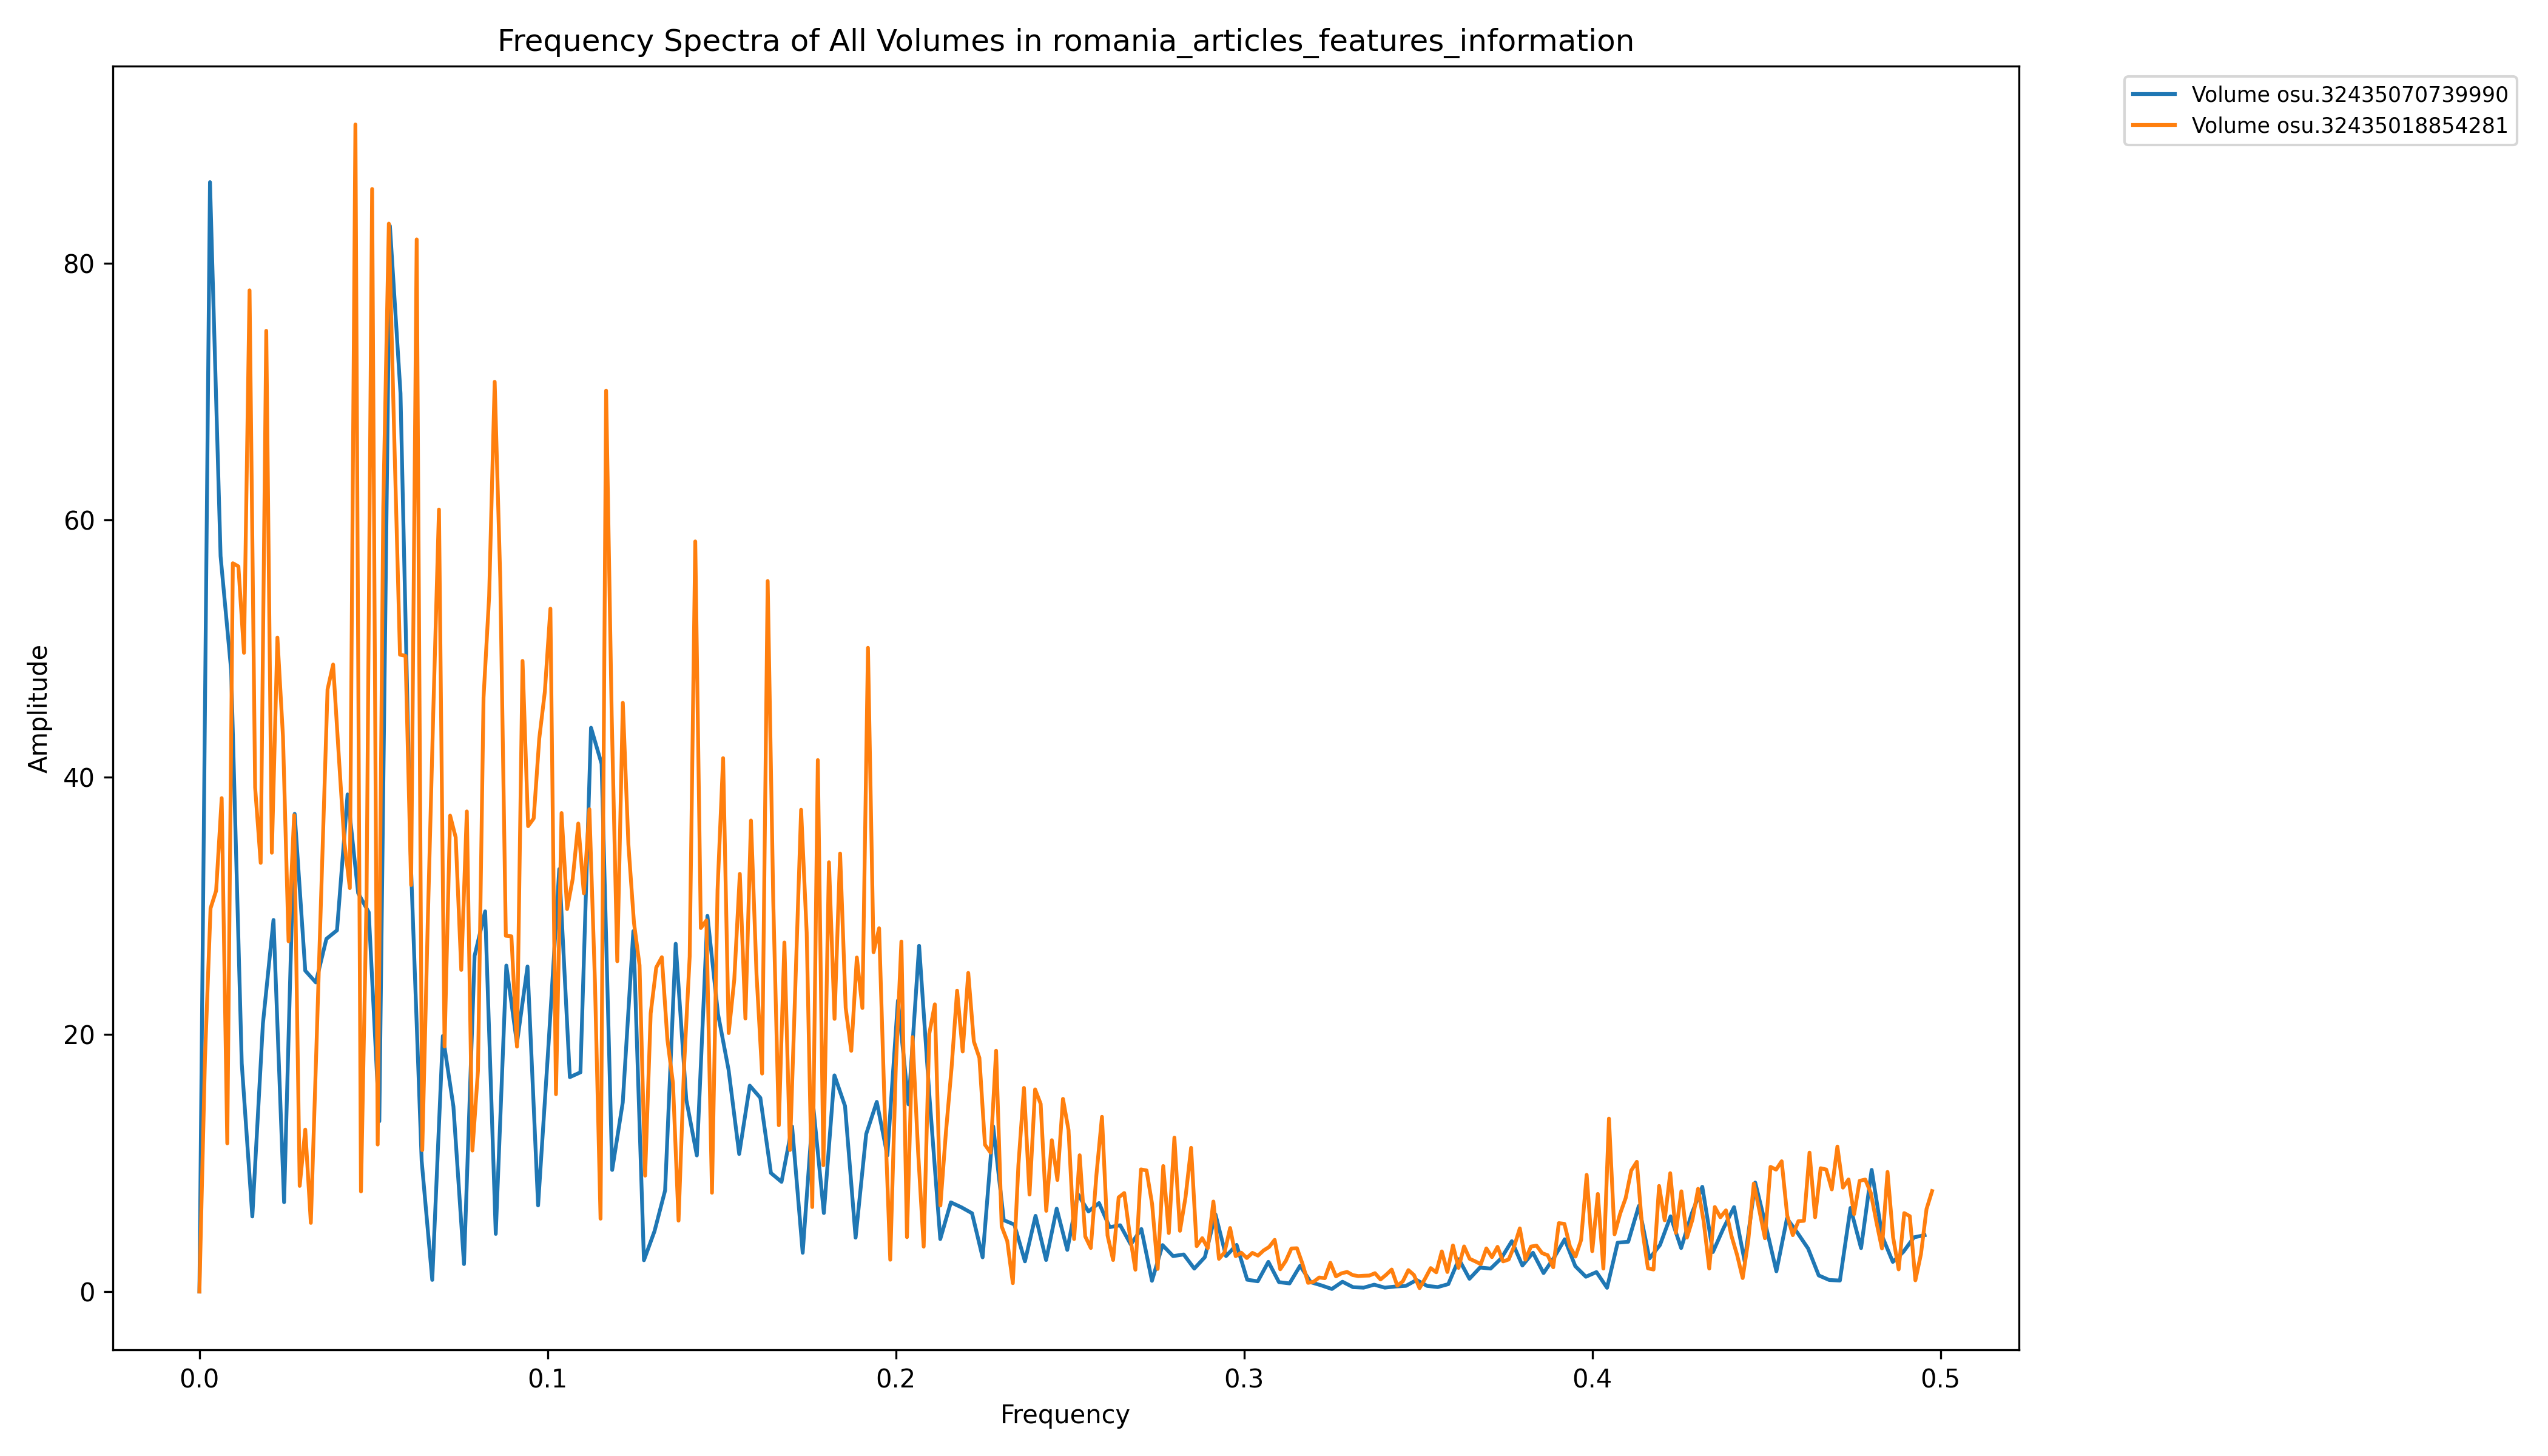 Frequency Spectra of All Volumes in romania_articles_features_information
Volume osu.32435070739990
Volume osu.32435018854281
Amplitude
80
60
40
20
0
0.0 0.1 0.2 0.3 0.4 0.5
Frequency